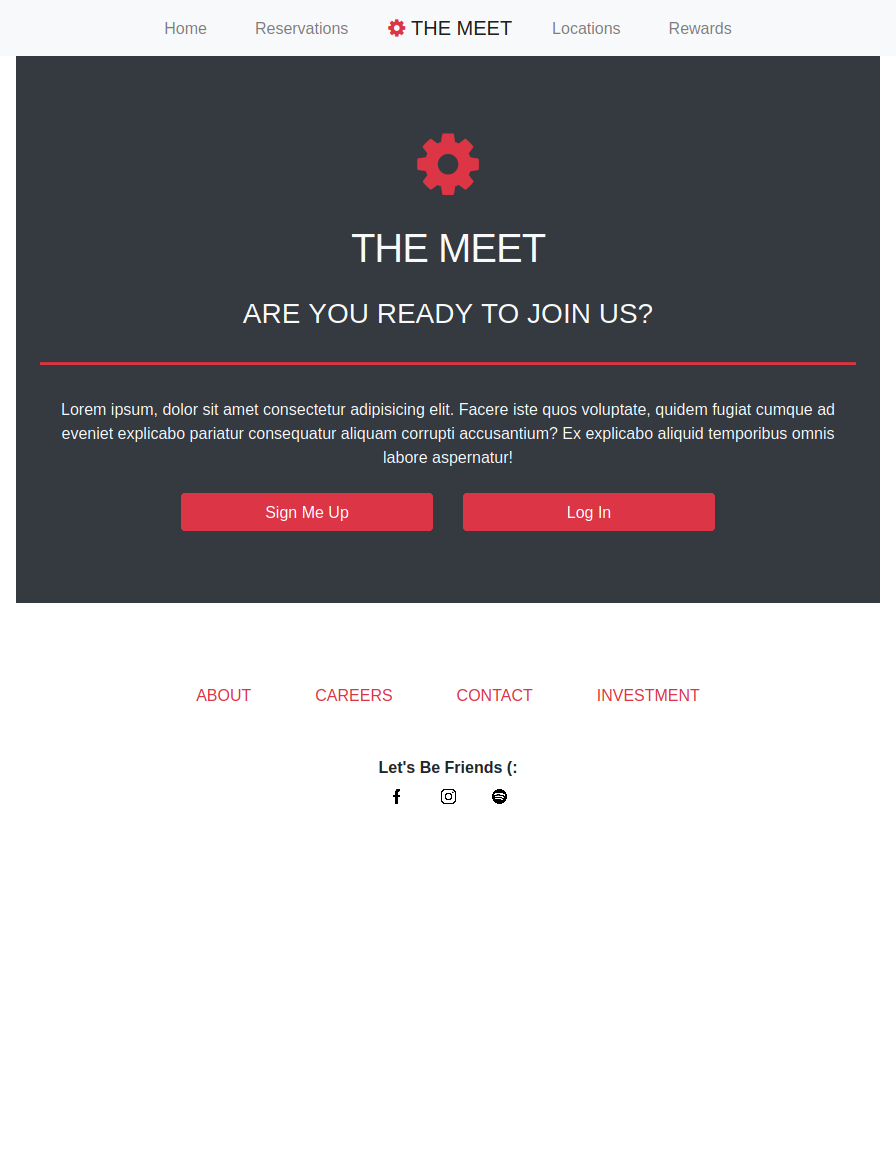 Home Reservations THE MEET Locations Rewards
THE MEET
ARE YOU READY TO JOIN US?
Lorem ipsum, dolor sit amet consectetur adipisicing elit. Facere iste quos voluptate, quidem fugiat cumque ad
eveniet explicabo pariatur consequatur aliquam corrupti accusantium? Ex explicabo aliquid temporibus omnis
labore aspernatur!
Sign Me Up Log In
ABOUT CAREERS CONTACT INVESTMENT
Let's Be Friends (: